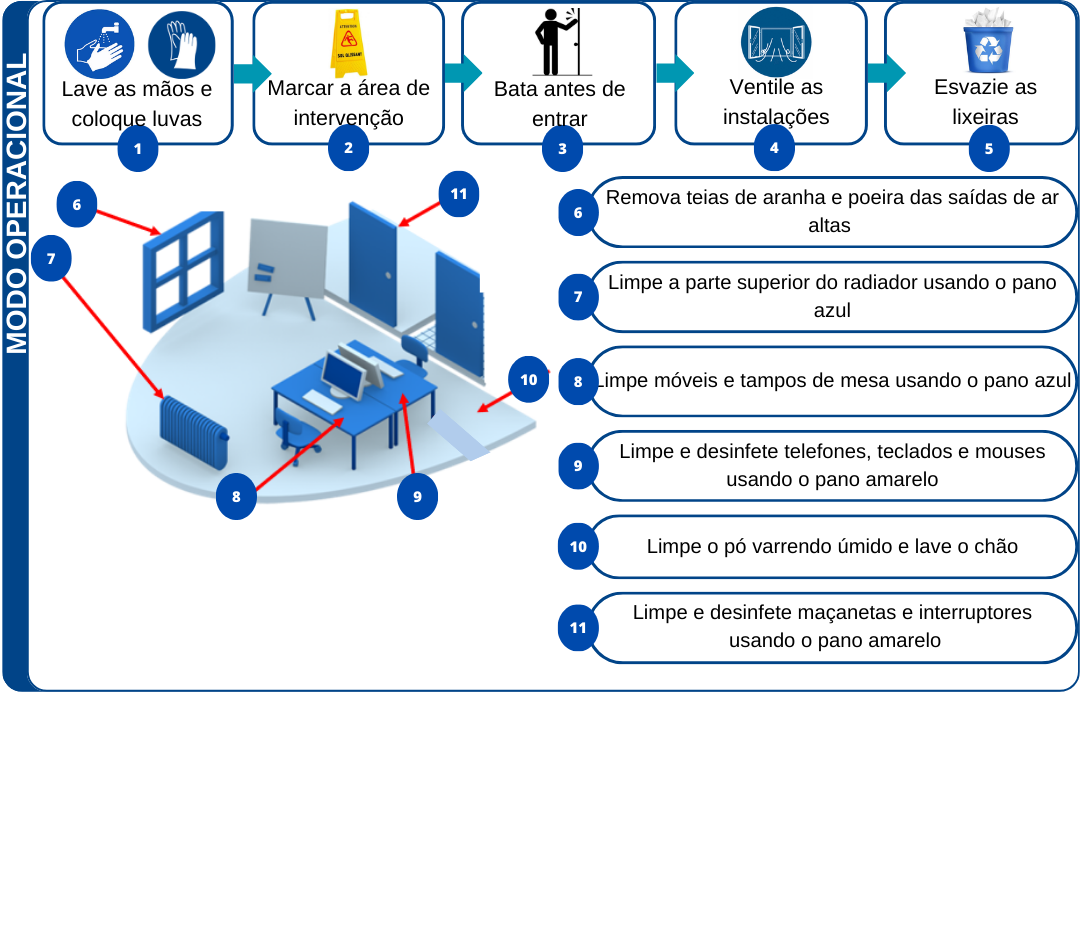 MODO OPERACIONAL
Lave as mãos e
coloque luvas
1
Marcar a área de
intervenção
2
Bata antes de
entrar
3
Ventile as
instalações
4
Esvazie as
lixeiras
5
6
7
11
10
8
9
6
Remova teias de aranha e poeira das saídas de ar
altas
7
Limpe a parte superior do radiador usando o pano
azul
8
Limpe móveis e tampos de mesa usando o pano azul
9
Limpe e desinfete telefones, teclados e mouses
usando o pano amarelo
10
Limpe o pó varrendo úmido e lave o chão
11
Limpe e desinfete maçanetas e interruptores
usando o pano amarelo